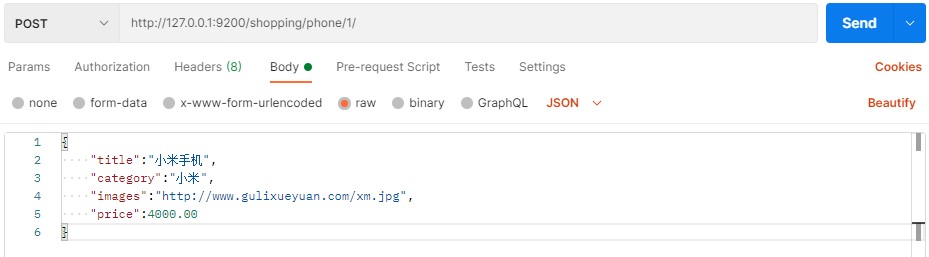 POST http://127.0.0.1:9200/shopping/phone/1/ Send
Params Authorization Headers (8) Body Pre-request Script Tests Settings Cookies
none form-data x-www-form-urlencoded raw binary GraphQL JSON Beautify
1 {
2 ····"title":"小米手机",
3 ····"category":"小米",
4 ····"images":"http://www.gulixueyuan.com/xm.jpg",
5 ····"price":4000.00
6 }